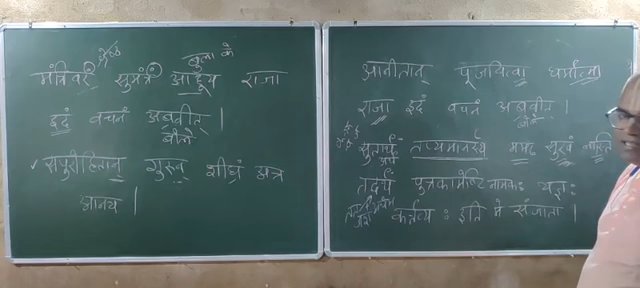 श्रेष्ठ बुला के
मंत्रिवरं सुमंत्रं आहूय राजा
इदं वचनं अब्रवीत् ।
बोले
सपुरोहितान् गुरून् शीघ्रं अत्र
आनय ।
आनीतान् पूजयित्वा धर्मात्मा
राजा इदं वचनं अब्रवीत् ।
बोले
सुतार्थं तप्यमानस्य मम सुखं नास्ति
तदर्थं पुत्रकामेष्टि नामकः यज्ञः
कर्त्तव्यः इति मे संजाता ।